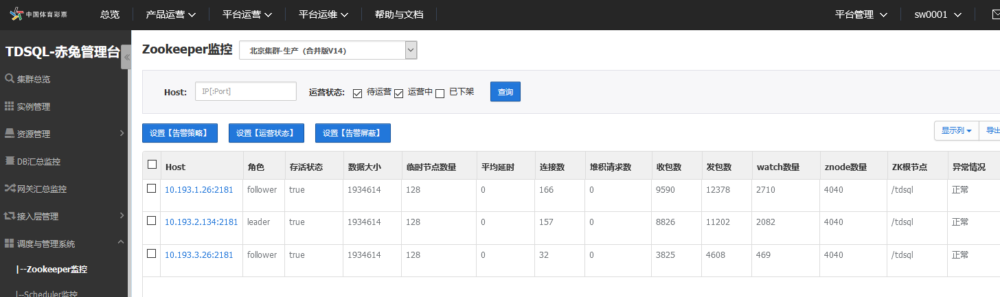 中国体育彩票 总览 产品运营 平台运营 平台运维 帮助与文档 平台管理 sw0001
TDSQL-赤兔管理台
集群总览
实例管理
资源管理
DB汇总监控
网关汇总监控
接入层管理
调度与管理系统
|--Zookeeper监控
|--Scheduler监控
Zookeeper监控 北京集群-生产（合并版V14）
Host: IP[:Port] 运营状态: 待运营 运营中 已下架 查询
设置【告警策略】 设置【运营状态】 设置【告警屏蔽】 显示列 导出
Host 角色 存活状态 数据大小 临时节点数量 平均延时 连接数 堆积请求数 收包数 发包数 watch数量 znode数量 ZK根节点 异常情况
10.193.1.26:2181 follower true 1934614 128 0 166 0 9590 12378 2710 4040 /tdsql 正常
10.193.2.134:2181 leader true 1934614 128 0 157 0 8826 11202 2082 4040 /tdsql 正常
10.193.3.26:2181 follower true 1934614 128 0 32 0 3825 4608 469 4040 /tdsql 正常